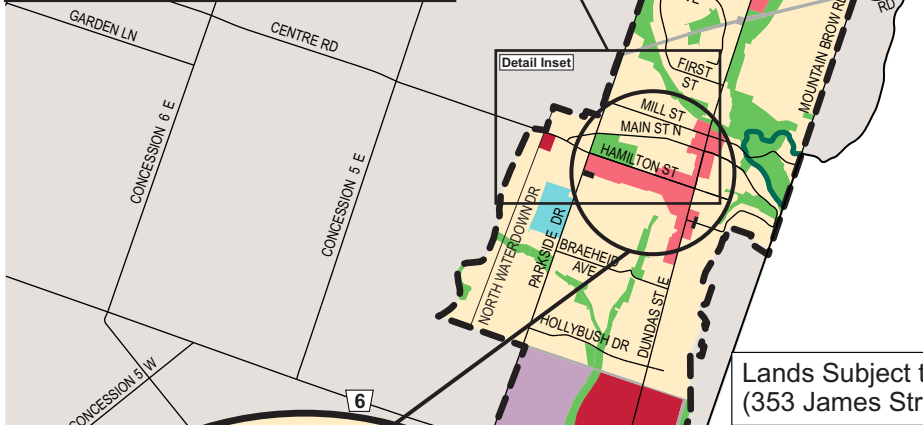 GARDEN LN
CENTRE RD
CONCESSION 6 E
CONCESSION 5 E
Detail Inset
FIRST
ST
MILL ST
MAIN ST N
HAMILTON ST
MOUNTAIN BROW RD
RD
NORTH WATERDOWN DR
PARKSIDE DR
BRAEHEID
AVE
HOLLYBUSH DR
DUNDAS ST E
CONCESSION 5 W
6
Lands Subject t
(353 James Str